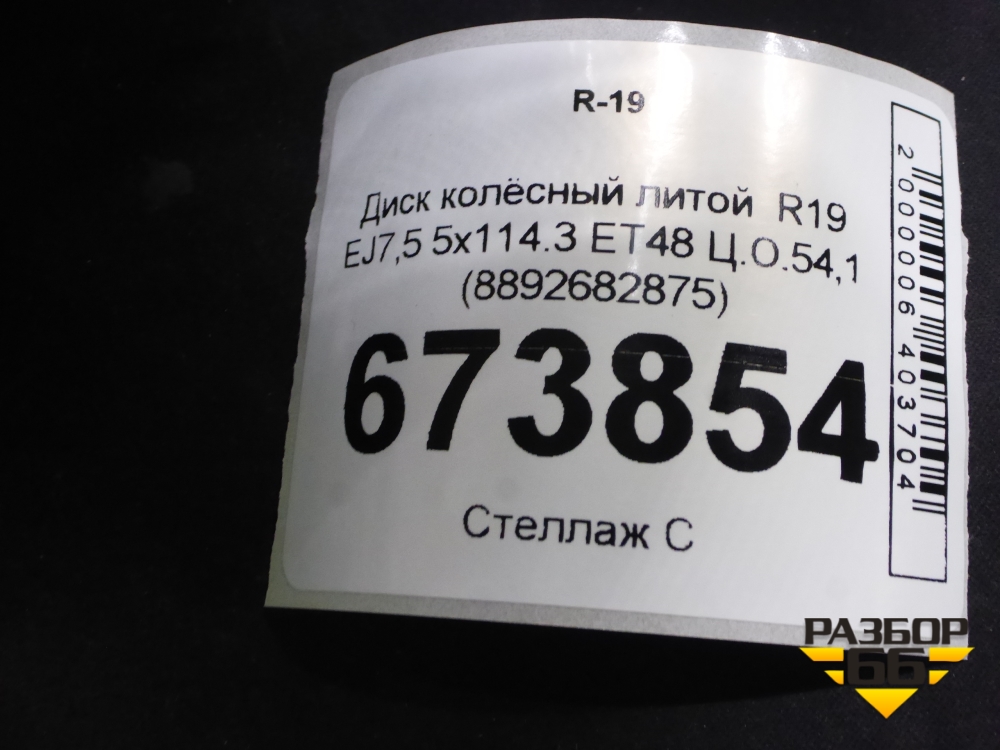 R-19
Диск колёсный литой R19
EJ7,5 5x114.3 ET48 Ц.О.54,1
(8892682875)
673854
Стеллаж С
2000006403704
РАЗБОР
66